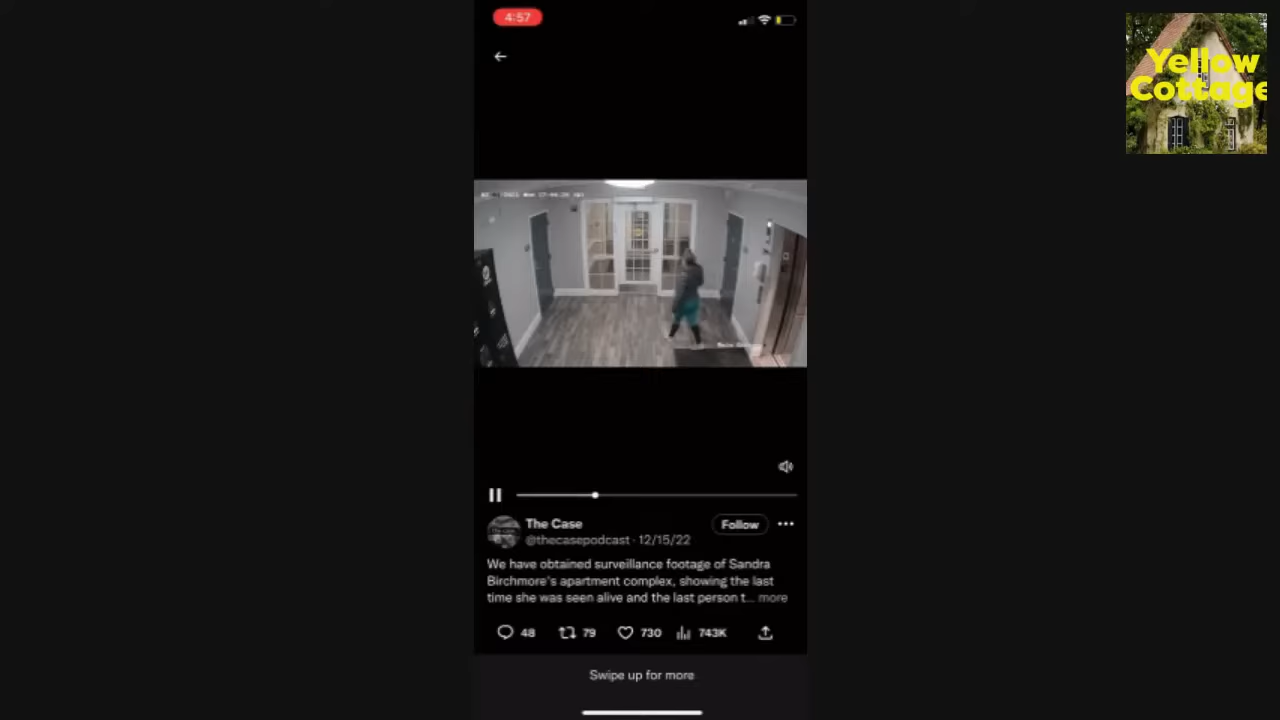 4:57
Yellow
Cottage
The Case
Follow
@thecasepodcast · 12/15/22
We have obtained surveillance footage of Sandra
Birchmore's apartment complex, showing the last
time she was seen alive and the last person t... more
48
79
730
743K
Swipe up for more